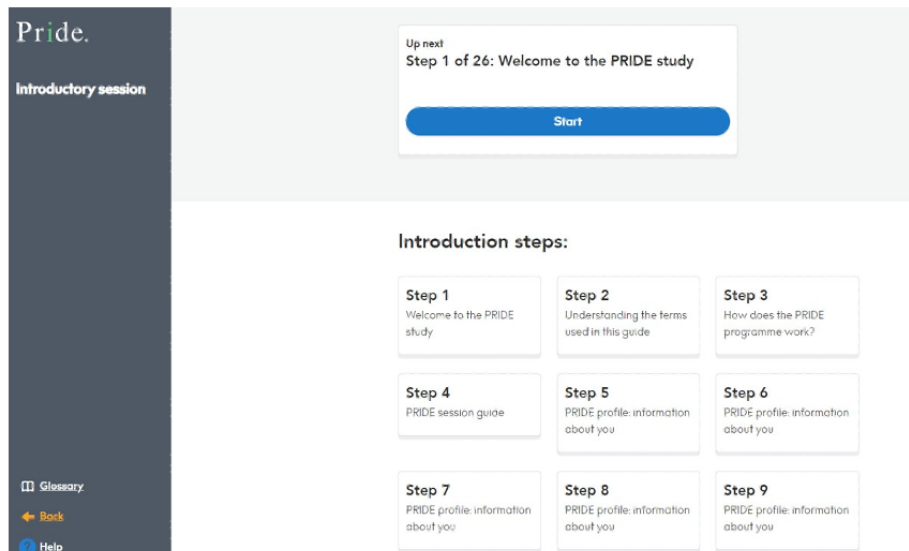 Pride.
Introductory session
Glossary
Back
? Help
Up next
Step 1 of 26: Welcome to the PRIDE study
Start
Introduction steps:
Step 1
Welcome to the PRIDE
study
Step 2
Understanding the terms
used in this guide
Step 3
How does the PRIDE
programme work?
Step 4
PRIDE session guide
Step 5
PRIDE profile: information
about you
Step 6
PRIDE profile: information
about you
Step 7
PRIDE profile: information
about you
Step 8
PRIDE profile: information
about you
Step 9
PRIDE profile: information
about you